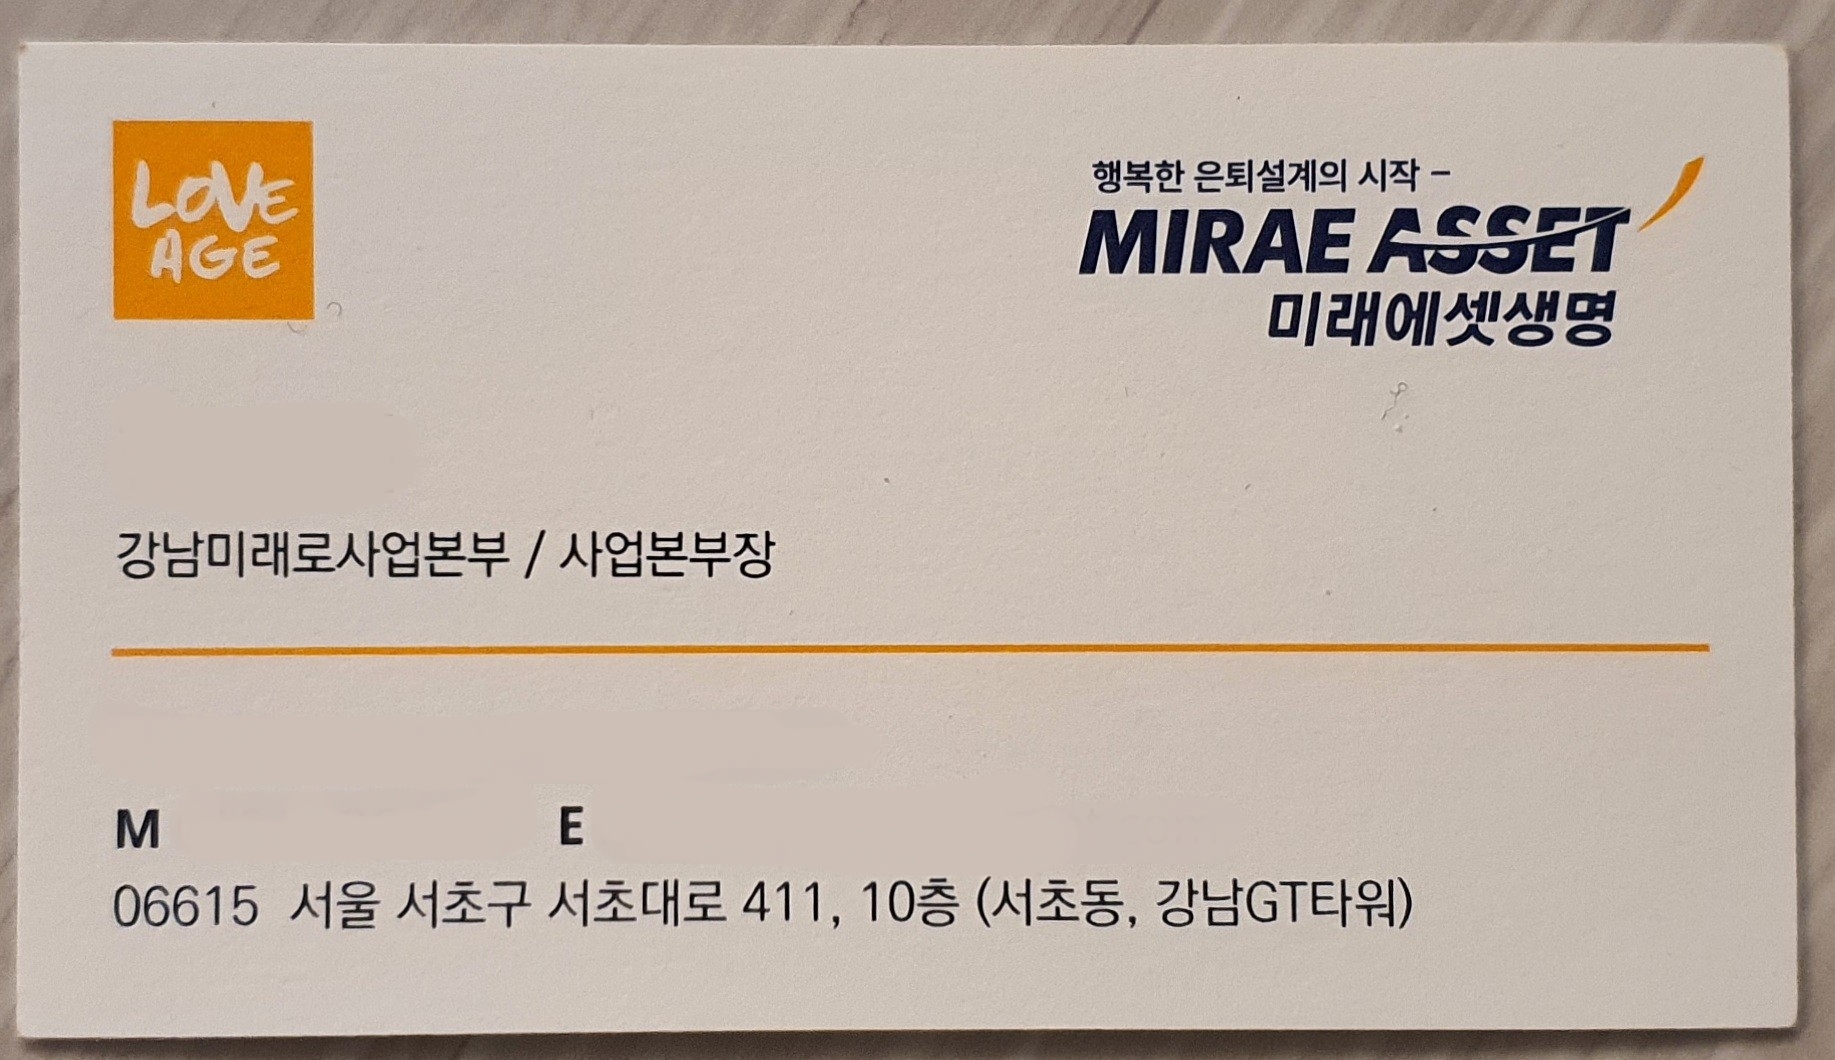 LOVE
AGE
행복한 은퇴설계의 시작 –
MIRAE ASSET
미래에셋생명
강남미래로사업본부 / 사업본부장
M E
06615 서울 서초구 서초대로 411, 10층 (서초동, 강남GT타워)